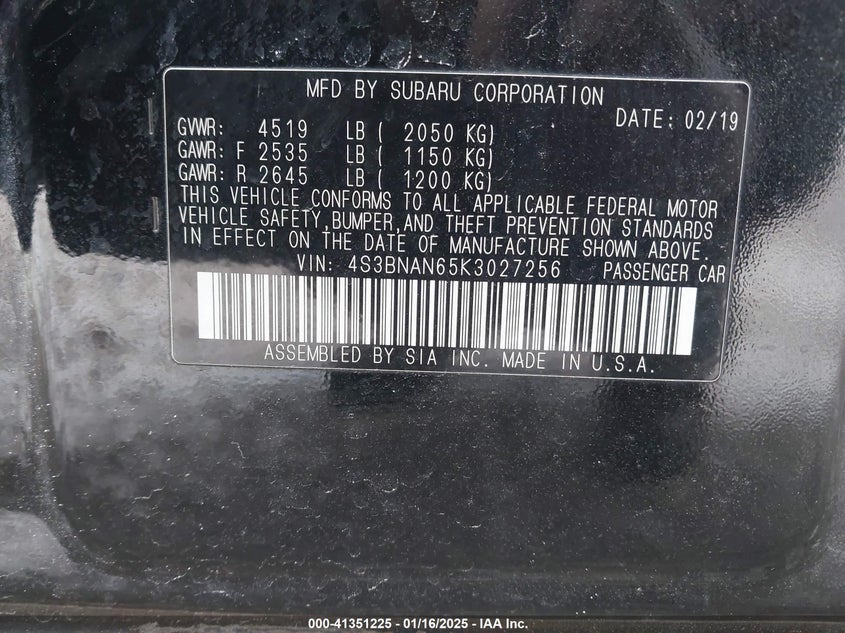 MFD BY SUBARU CORPORATION
DATE: 02/19
GVWR: 4519 LB ( 2050 KG)
GAWR: F 2535 LB ( 1150 KG)
GAWR: R 2645 LB ( 1200 KG)
THIS VEHICLE CONFORMS TO ALL APPLICABLE FEDERAL MOTOR
VEHICLE SAFETY, BUMPER, AND THEFT PREVENTION STANDARDS
IN EFFECT ON THE DATE OF MANUFACTURE SHOWN ABOVE.
VIN: 4S3BNAN65K3027256 PASSENGER CAR
ASSEMBLED BY SIA INC. MADE IN U.S.A.
000-41351225 - 01/16/2025 - IAA Inc.